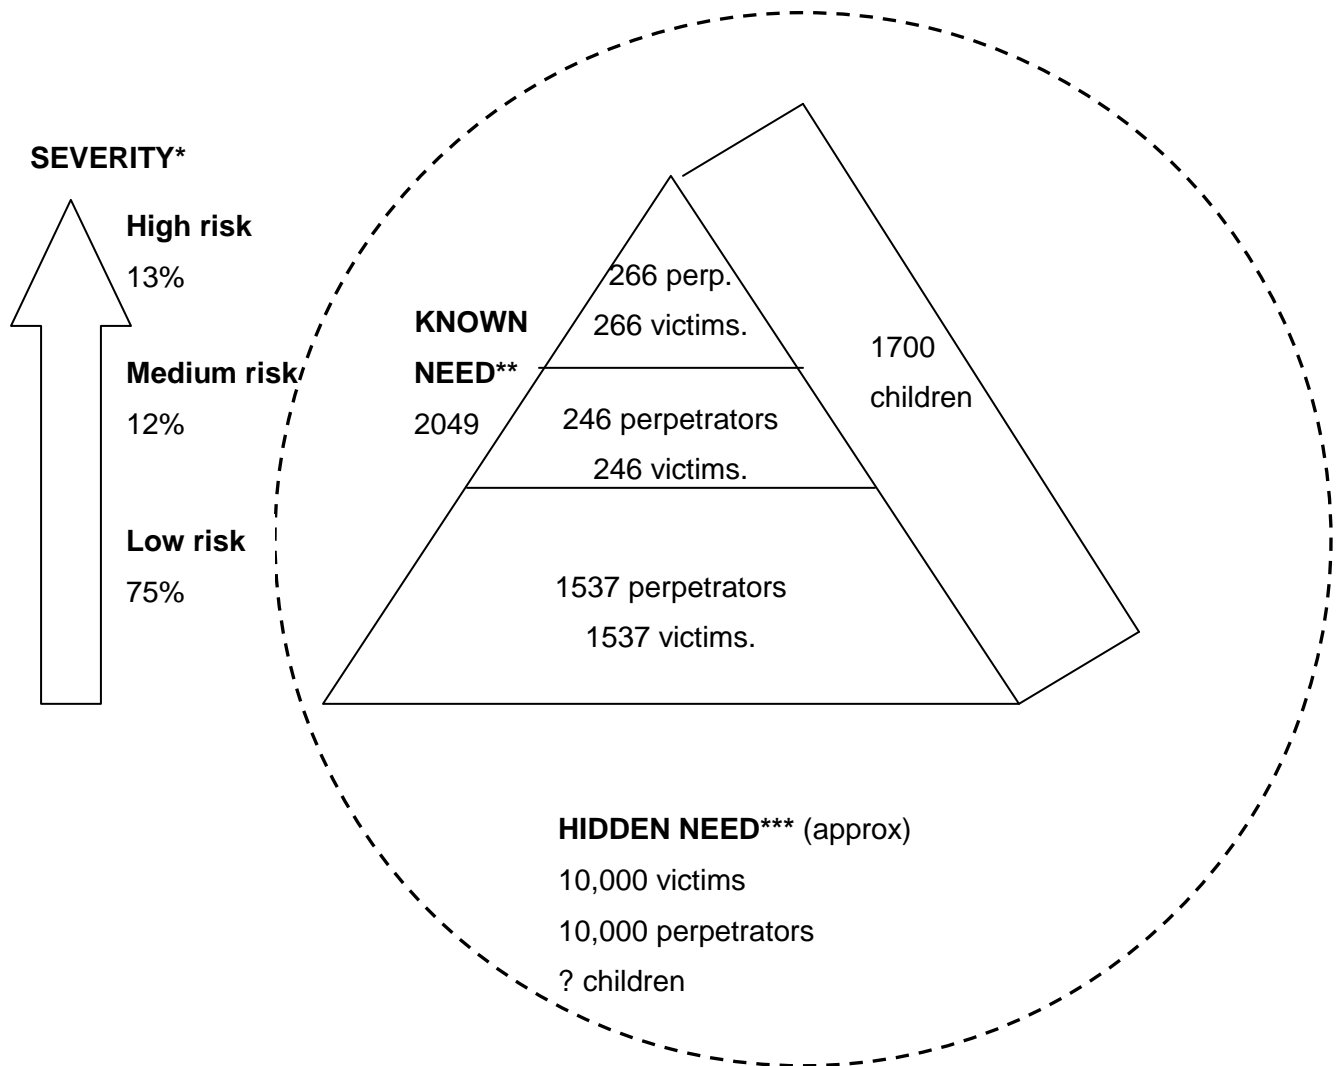 SEVERITY*
High risk
13%
Medium risk
12%
Low risk
75%
KNOWN
NEED**
2049
266 perp.
266 victims.
246 perpetrators
246 victims.
1537 perpetrators
1537 victims.
1700
children
HIDDEN NEED*** (approx)
10,000 victims
10,000 perpetrators
? children